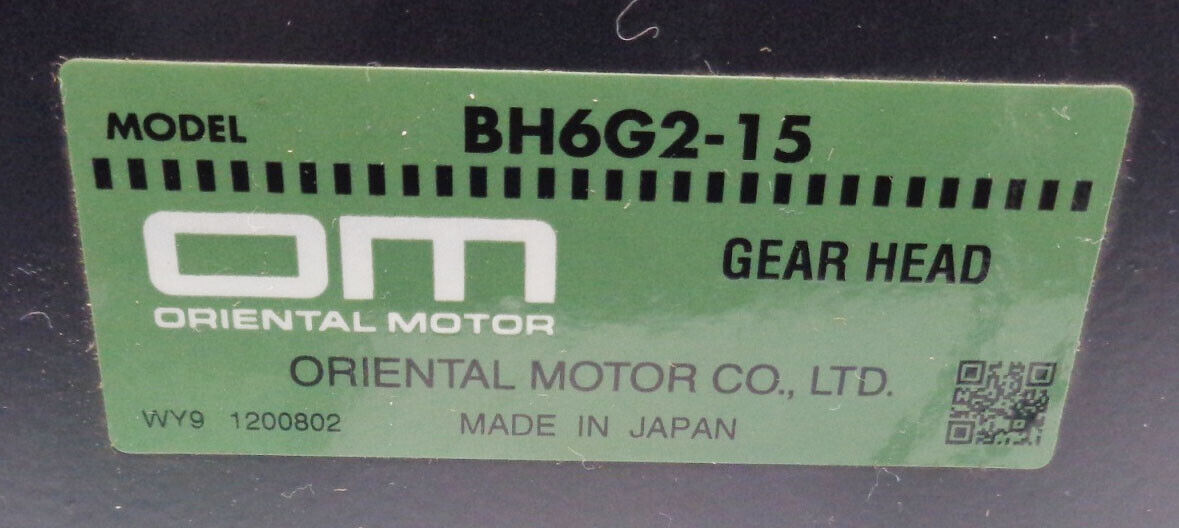 MODEL BH6G2-15
OM
ORIENTAL MOTOR
GEAR HEAD
ORIENTAL MOTOR CO., LTD.
WY9 1200802 MADE IN JAPAN